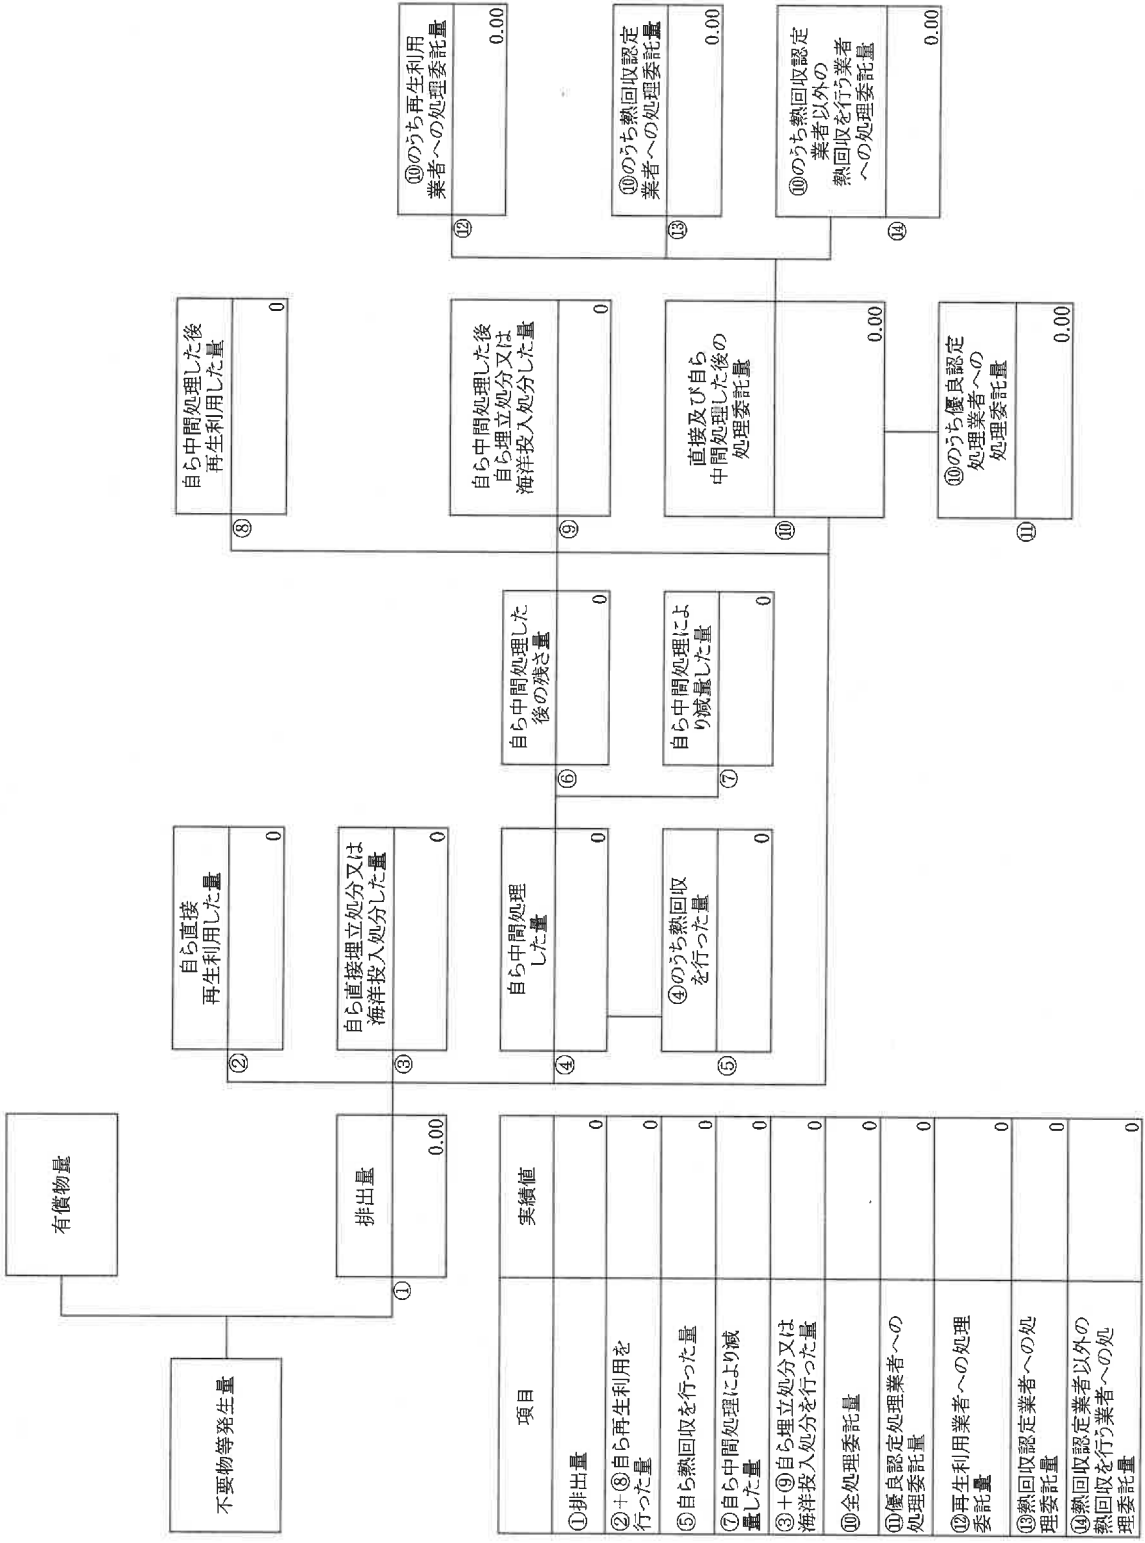 不要物等発生量
有償物量
排出量
①
0.00
自ら直接
再生利用した量
②
0
自ら直接埋立処分又は
海洋投入処分した量
③
0
自ら中間処理
した量
④
0
④のうち熱回収
を行った量
⑤
0
自ら中間処理した
後の残さ量
⑥
0
自ら中間処理によ
り減量した量
⑦
0
自ら中間処理した後
再生利用した量
⑧
0
自ら中間処理した後
自ら埋立処分又は
海洋投入処分した量
⑨
0
直接及び自ら
中間処理した後の
処理委託量
⑩
0.00
⑩のうち優良認定
処理業者への
処理委託量
⑪
0.00
⑩のうち再生利用
業者への処理委託量
⑫
0.00
⑩のうち熱回収認定
業者への処理委託量
⑬
0.00
⑩のうち熱回収認定
業者以外の
熱回収を行う業者
への処理委託量
⑭
0.00
項目 実績値
①排出量 0
②+⑧自ら再生利用を
行った量 0
⑤自ら熱回収を行った量 0
⑦自ら中間処理により減
量した量 0
③+⑨自ら埋立処分又は
海洋投入処分を行った量 0
⑩全処理委託量 0
⑪優良認定処理業者への
処理委託量 0
⑫再生利用業者への処理
委託量 0
⑬熱回収認定業者への処
理委託量 0
⑭熱回収認定業者以外の
熱回収を行う業者への処
理委託量 0